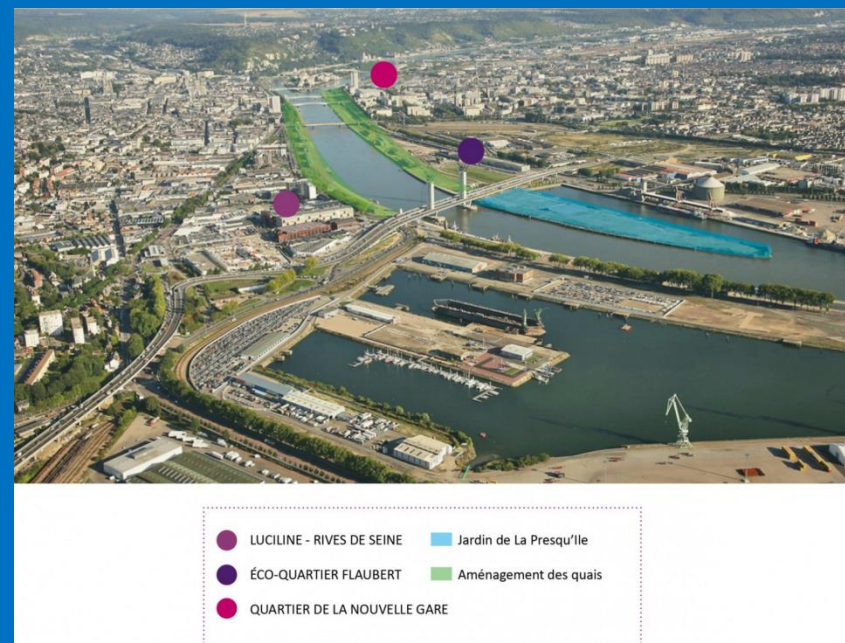 LUCILINE - RIVES DE SEINE
Jardin de La Presqu'Ile
ÉCO-QUARTIER FLAUBERT
Aménagement des quais
QUARTIER DE LA NOUVELLE GARE